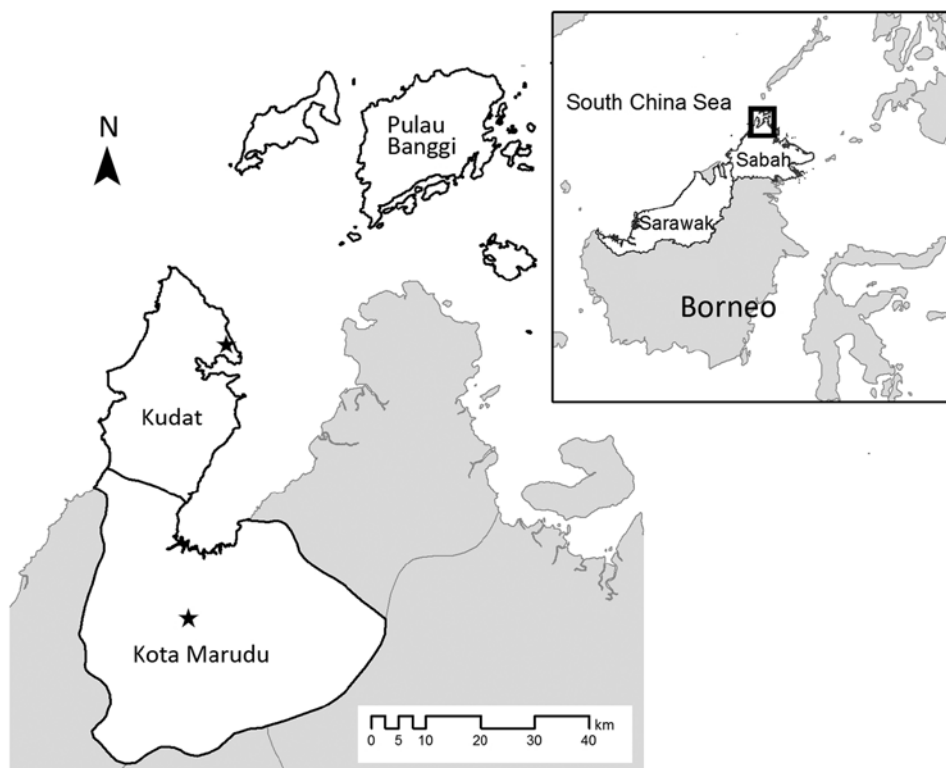 N
Pulau
Banggi
Kudat
Kota Marudu
South China Sea
Sabah
Sarawak
Borneo
km
0 5 10 20 30 40